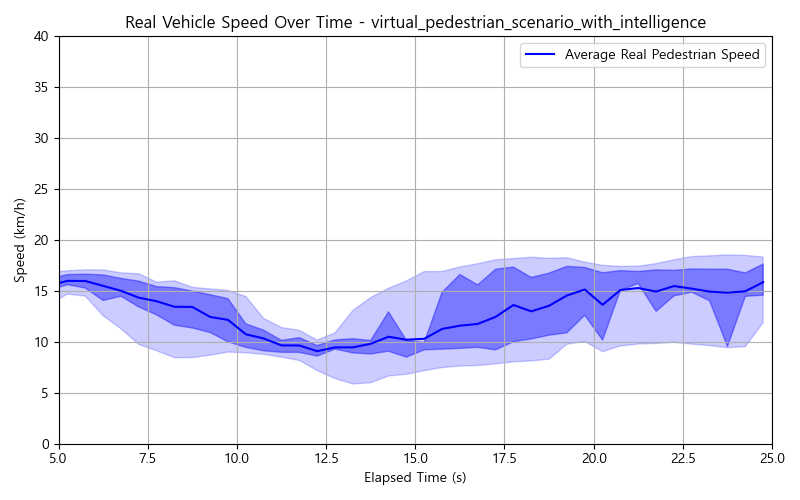 Real Vehicle Speed Over Time - virtual_pedestrian_scenario_with_intelligence
Average Real Pedestrian Speed
Speed (km/h)
40
35
30
25
20
15
10
5
0
5.0 7.5 10.0 12.5 15.0 17.5 20.0 22.5 25.0
Elapsed Time (s)